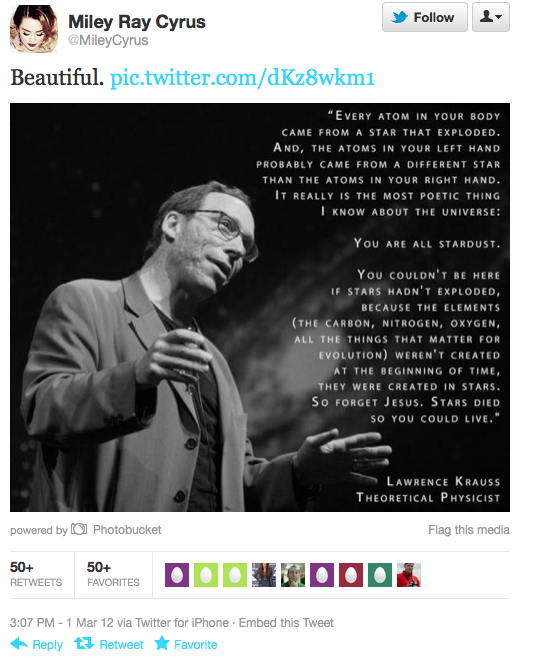 Miley Ray Cyrus
@MileyCyrus
Follow
Beautiful. pic.twitter.com/dKz8wkm1
"Every atom in your body
came from a star that exploded.
And, the atoms in your left hand
probably came from a different star
than the atoms in your right hand.
It really is the most poetic thing
I know about the universe:
You are all stardust.
You couldn't be here
if stars hadn't exploded,
because the elements
(the carbon, nitrogen, oxygen,
all the things that matter for
evolution) weren't created
at the beginning of time,
they were created in stars.
So forget Jesus. Stars died
so you could live."
Lawrence Krauss
Theoretical Physicist
powered by Photobucket
Flag this media
50+
RETWEETS
50+
FAVORITES
3:07 PM - 1 Mar 12 via Twitter for iPhone · Embed this Tweet
Reply Retweet Favorite